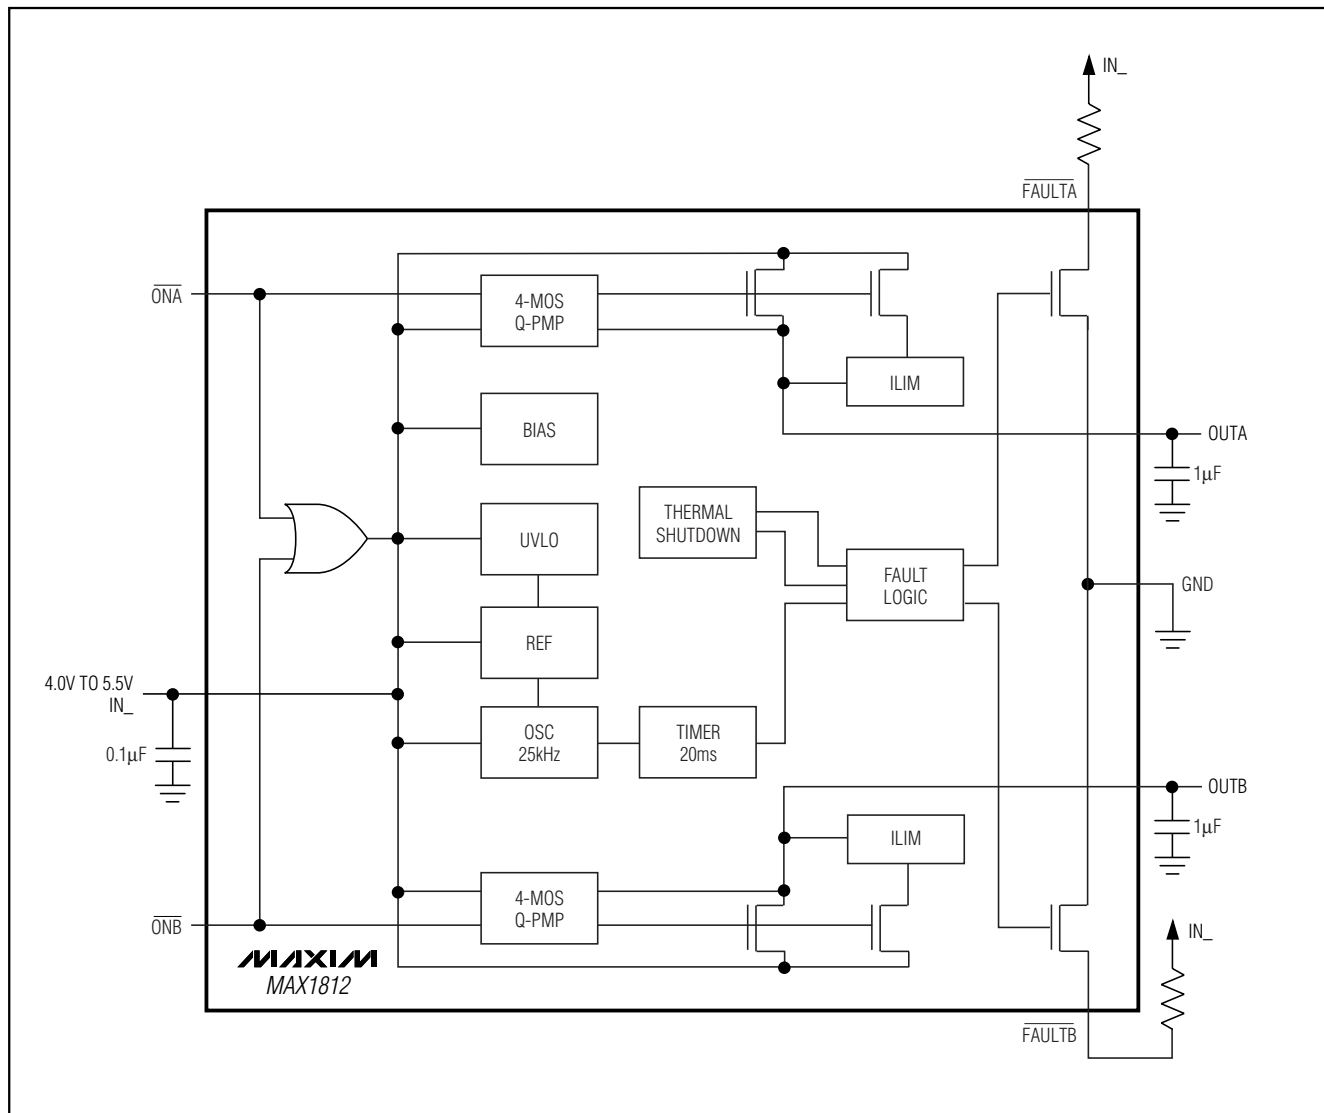 IN_
FAULTA
ONA
4-MOS
Q-PMP
ILIM
BIAS
OUTA
1µF
THERMAL
SHUTDOWN
UVLO
FAULT
LOGIC
GND
REF
4.0V TO 5.5V
IN_
OSC
25kHz
TIMER
20ms
0.1µF
OUTB
1µF
ILIM
4-MOS
Q-PMP
ONB
IN_
MAXIM
MAX1812
FAULTB